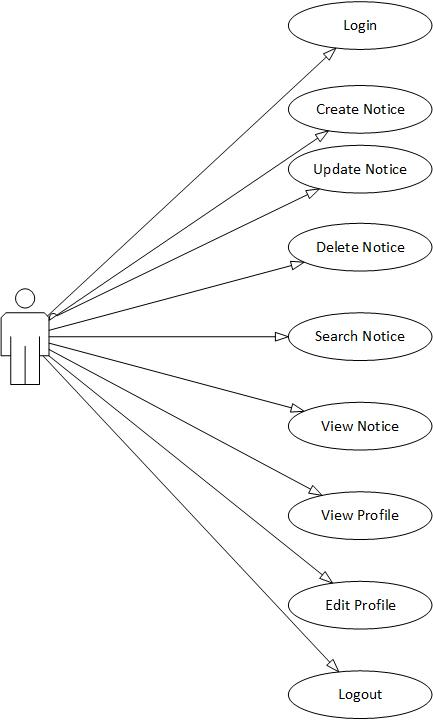 Login
Create Notice
Update Notice
Delete Notice
Search Notice
View Notice
View Profile
Edit Profile
Logout